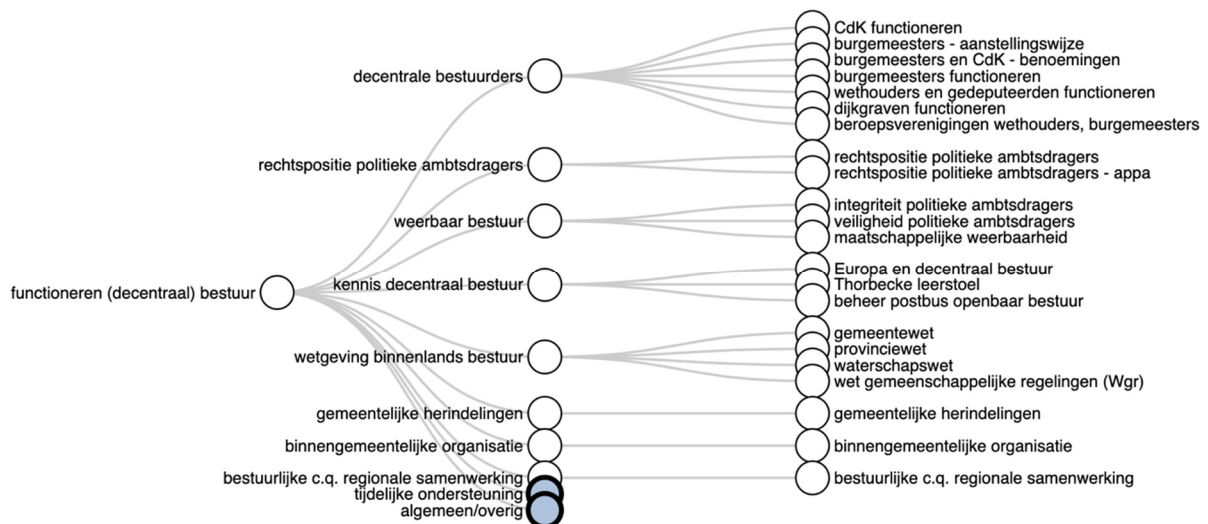 functioneren (decentraal) bestuur
decentrale bestuurders
CdK functioneren
burgemeesters - aanstellingswijze
burgemeesters en CdK - benoemingen
burgemeesters functioneren
wethouders en gedeputeerden functioneren
dijkgraven functioneren
beroepsverenigingen wethouders, burgemeesters
rechtspositie politieke ambtsdragers
rechtspositie politieke ambtsdragers
rechtspositie politieke ambtsdragers - appa
weerbaar bestuur
integriteit politieke ambtsdragers
veiligheid politieke ambtsdragers
maatschappelijke weerbaarheid
kennis decentraal bestuur
Europa en decentraal bestuur
Thorbecke leerstoel
beheer postbus openbaar bestuur
wetgeving binnenlands bestuur
gemeentewet
provinciewet
waterschapswet
wet gemeenschappelijke regelingen (Wgr)
gemeentelijke herindelingen
gemeentelijke herindelingen
binnengemeentelijke organisatie
binnengemeentelijke organisatie
bestuurlijke c.q. regionale samenwerking
bestuurlijke c.q. regionale samenwerking
tijdelijke ondersteuning
algemeen/overig